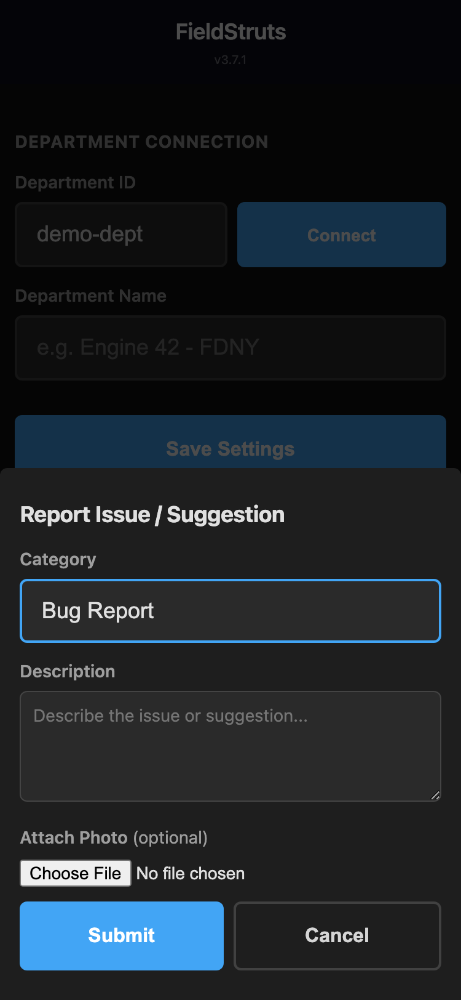 FieldStruts
v3.7.1
DEPARTMENT CONNECTION
Department ID
demo-dept
Connect
Department Name
e.g. Engine 42 - FDNY
Save Settings
Report Issue / Suggestion
Category
Bug Report
Description
Describe the issue or suggestion...
Attach Photo (optional)
Choose File No file chosen
Submit
Cancel